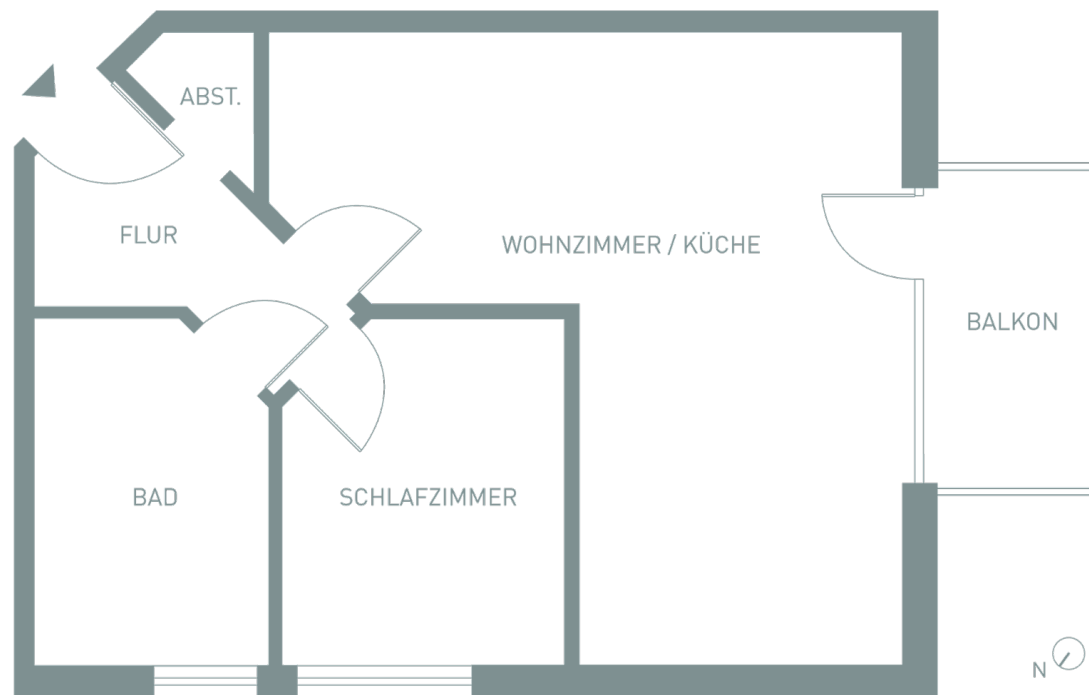 ABST.
FLUR
WOHNZIMMER / KÜCHE
BALKON
BAD
SCHLAFZIMMER
N